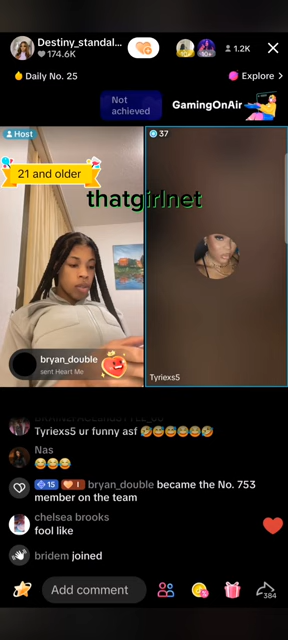 Destiny_standal...
174.6K
10+
10+
1.2K
Daily No. 25
Explore >
Not
achieved
GamingOnAir
Host
37
21 and older
thatgirlnet
bryan_double
sent Heart Me
Tyriexs5
Tyriexs5 ur funny asf 🤣🤣🤣🤣🤣🤣
Nas
😂😂😂
15 I bryan_double became the No. 753
member on the team
chelsea brooks
fool like
bridem joined
Add comment
384